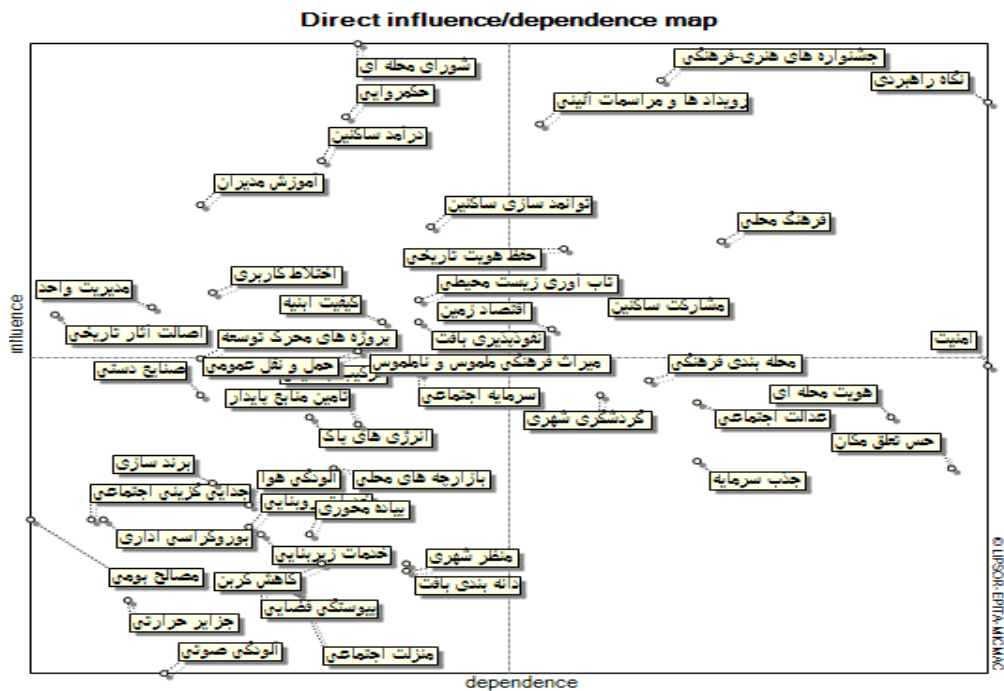 Direct influence/dependence map
شورای محله ای
جشنواره های هنری-فرهنگی
نگاه راهبردی
حکمروایی
رویداد ها و مراسمات آئینی
درآمد ساکنین
آموزش مدیران
توانمد سازی ساکنین
فرهنگ محلی
حفظ هویت تاریخی
اختلاط کاربری
تاب آوری زیست محیطی
مدیریت واحد
کیفیت ابنیه
اقتصاد زمین
مشارکت ساکنین
اصالت آثار تاریخی
پروژه های محرک توسعه
نفوذپذیری بافت
امنیت
influence
صنایع دستی
حمل و نقل عمومی
میراث فرهنگی ملموس و ناملموس
محله بندی فرهنگی
تامین منابع پایدار
سرمایه اجتماعی
هویت محله ای
گردشگری شهری
عدالت اجتماعی
انرژی های پاک
حس تعلق مکان
برند سازی
آلودگی هوا
بازارچه های محلی
جذب سرمایه
جدایی گزینی اجتماعی
پیاده محوری
بوروکراسی اداری
خدمات زیربنایی
منظر شهری
مصالح بومی
کاهش کربن
دانه بندی بافت
پیوستگی فضایی
جزایر حرارتی
آلودگی صوتی
منزلت اجتماعی
dependence
© LIPSOR-EPITA-MICMAC